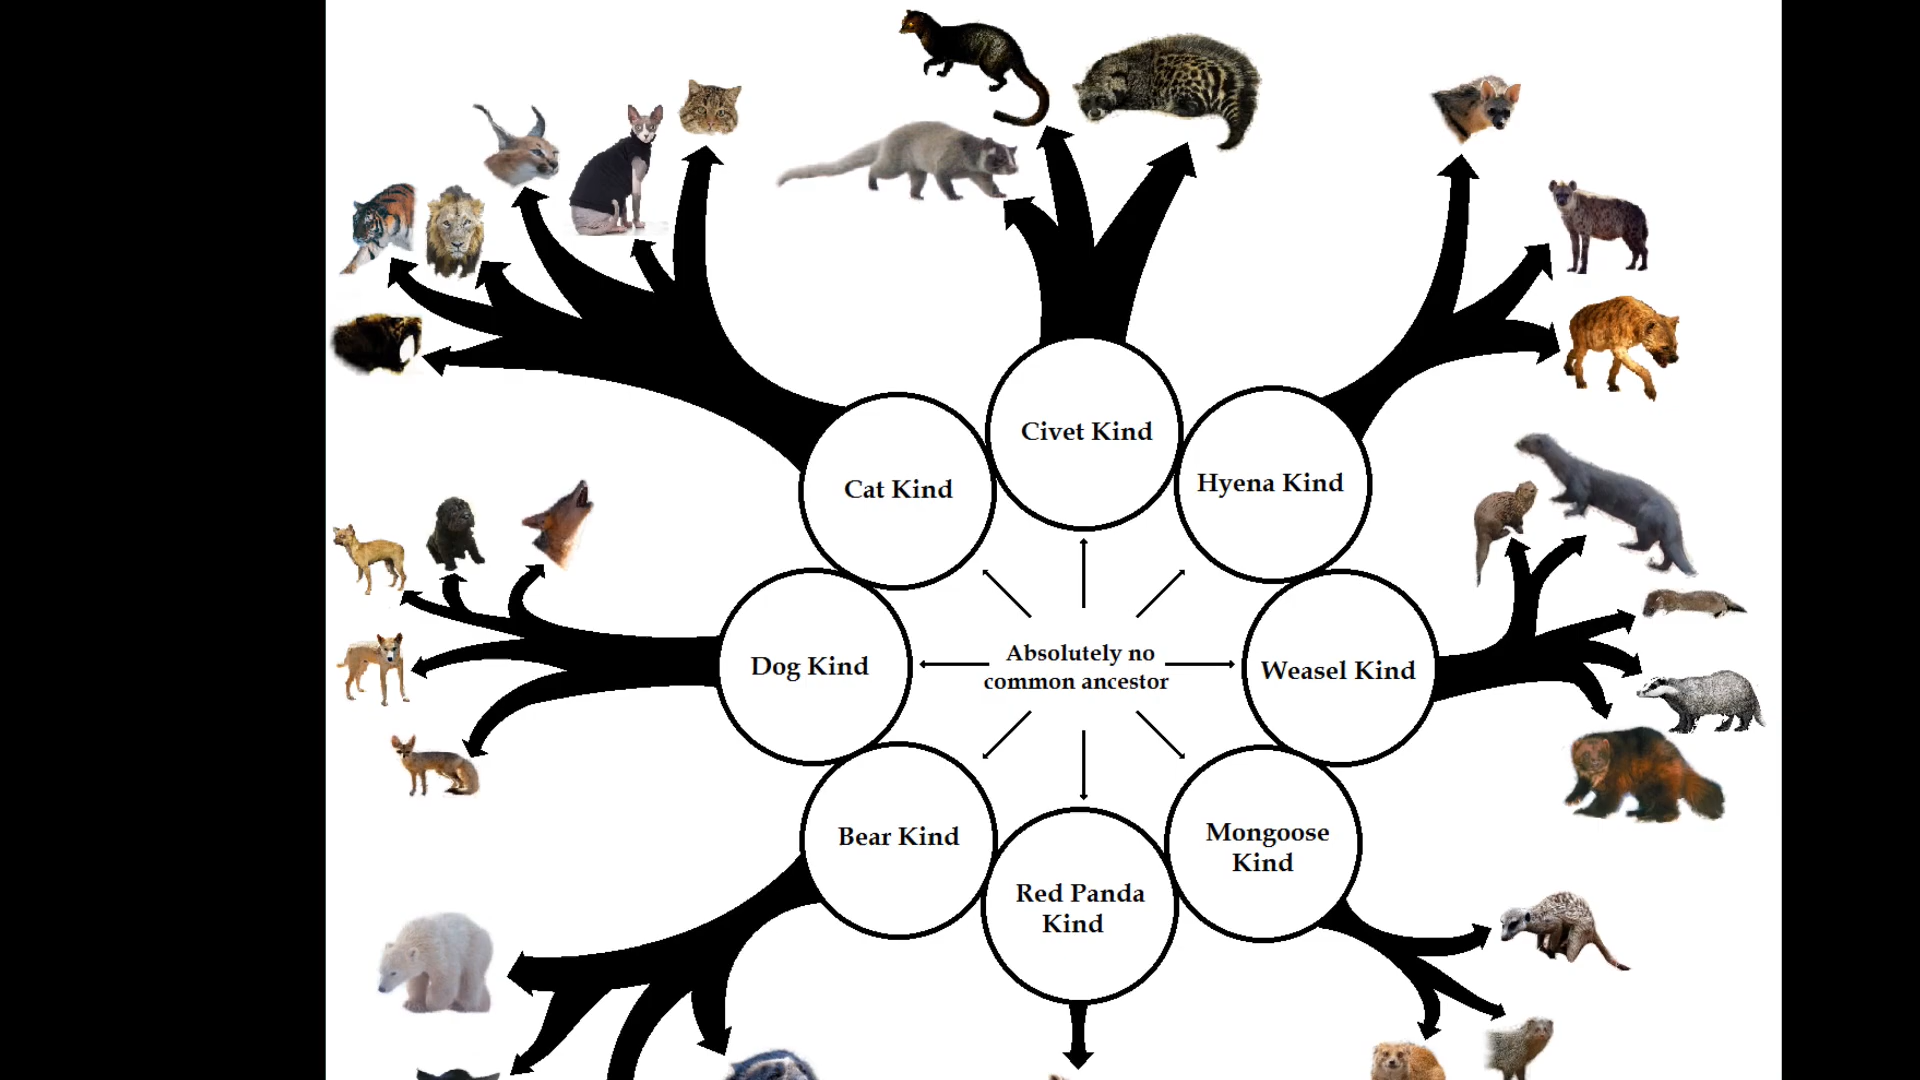 Civet Kind
Cat Kind
Hyena Kind
Dog Kind
Absolutely no
common ancestor
Weasel Kind
Bear Kind
Mongoose
Kind
Red Panda
Kind